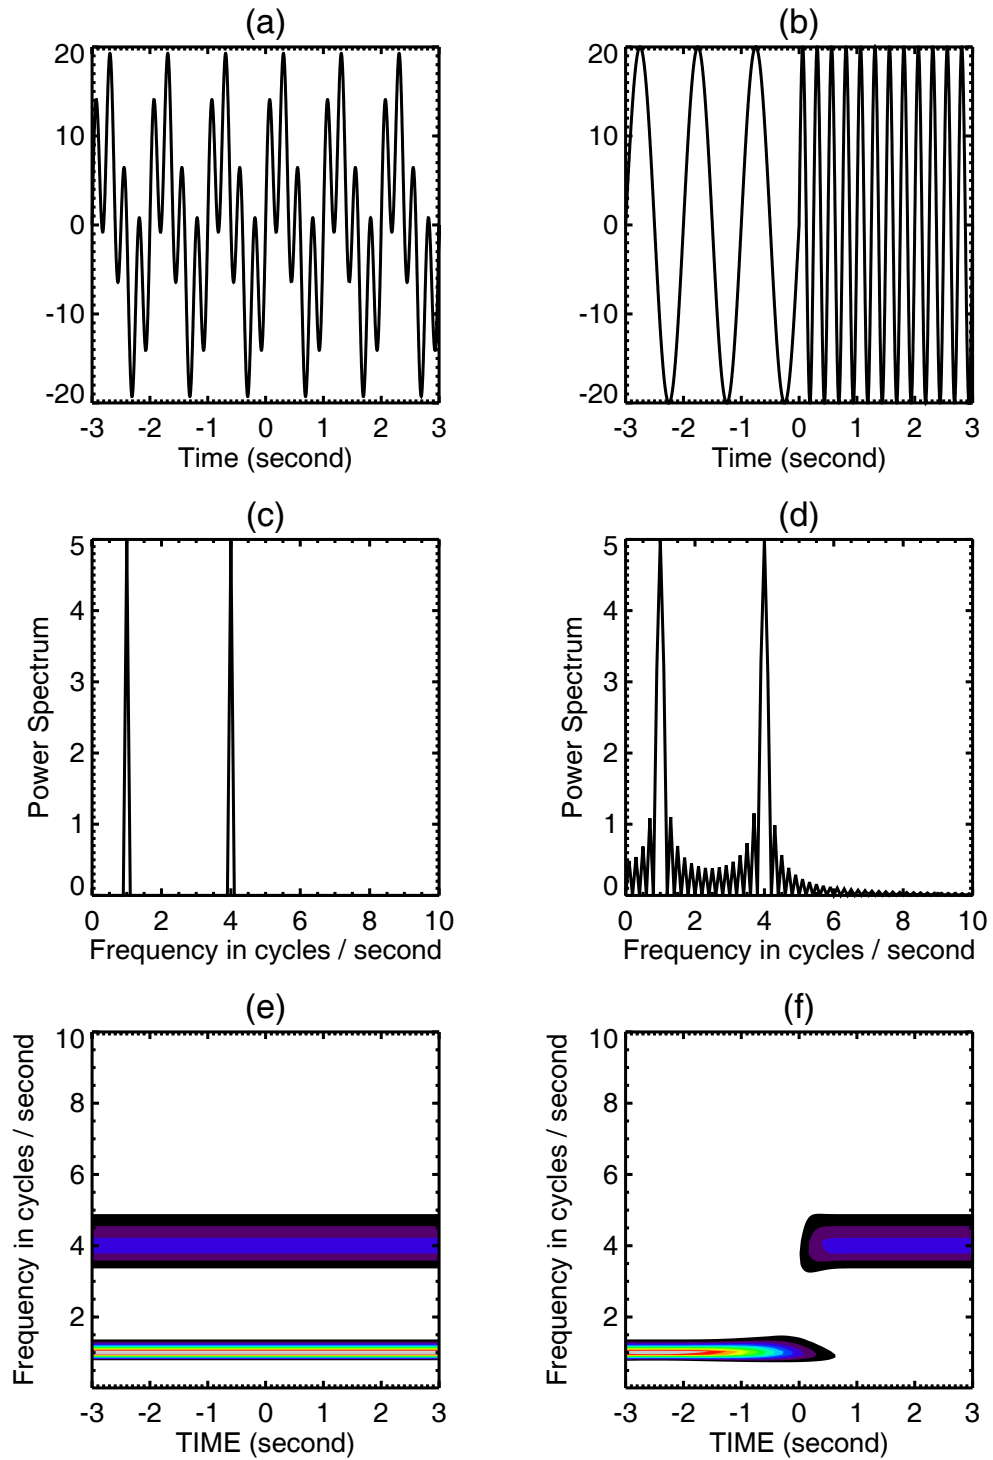 (a)
20
10
0
-10
-20
-3 -2 -1 0 1 2 3
Time (second)
(b)
20
10
0
-10
-20
-3 -2 -1 0 1 2 3
Time (second)
(c)
Power Spectrum
5
4
3
2
1
0
0 2 4 6 8 10
Frequency in cycles / second
(d)
Power Spectrum
5
4
3
2
1
0
0 2 4 6 8 10
Frequency in cycles / second
(e)
Frequency in cycles / second
10
8
6
4
2
-3 -2 -1 0 1 2 3
TIME (second)
(f)
Frequency in cycles / second
10
8
6
4
2
-3 -2 -1 0 1 2 3
TIME (second)